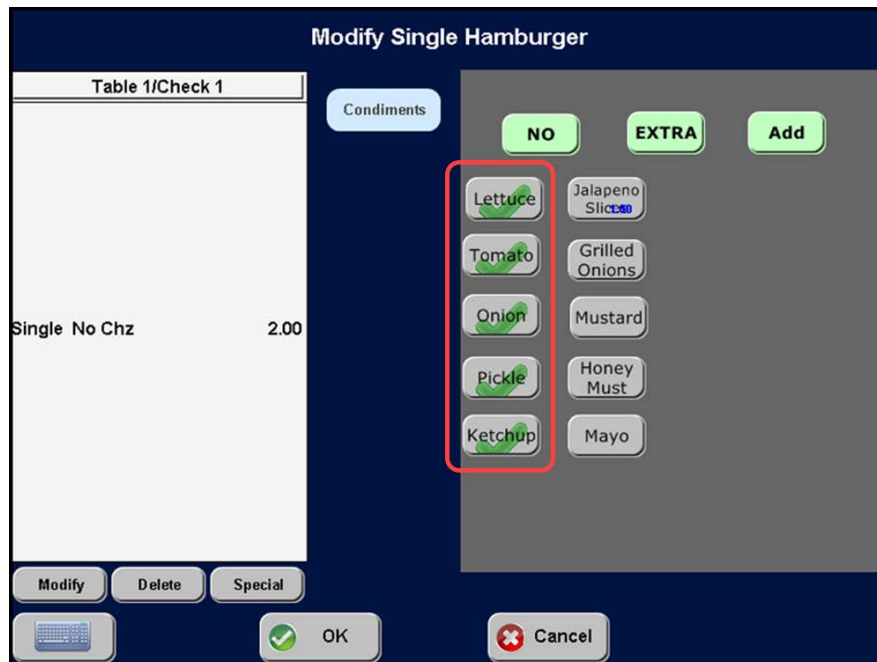 Modify Single Hamburger
Table 1/Check 1
Single No Chz 2.00
Condiments
NO EXTRA Add
Lettuce
Jalapeno
Slices
Tomato
Grilled
Onions
Onion
Mustard
Pickle
Honey
Must
Ketchup
Mayo
Modify Delete Special
OK Cancel